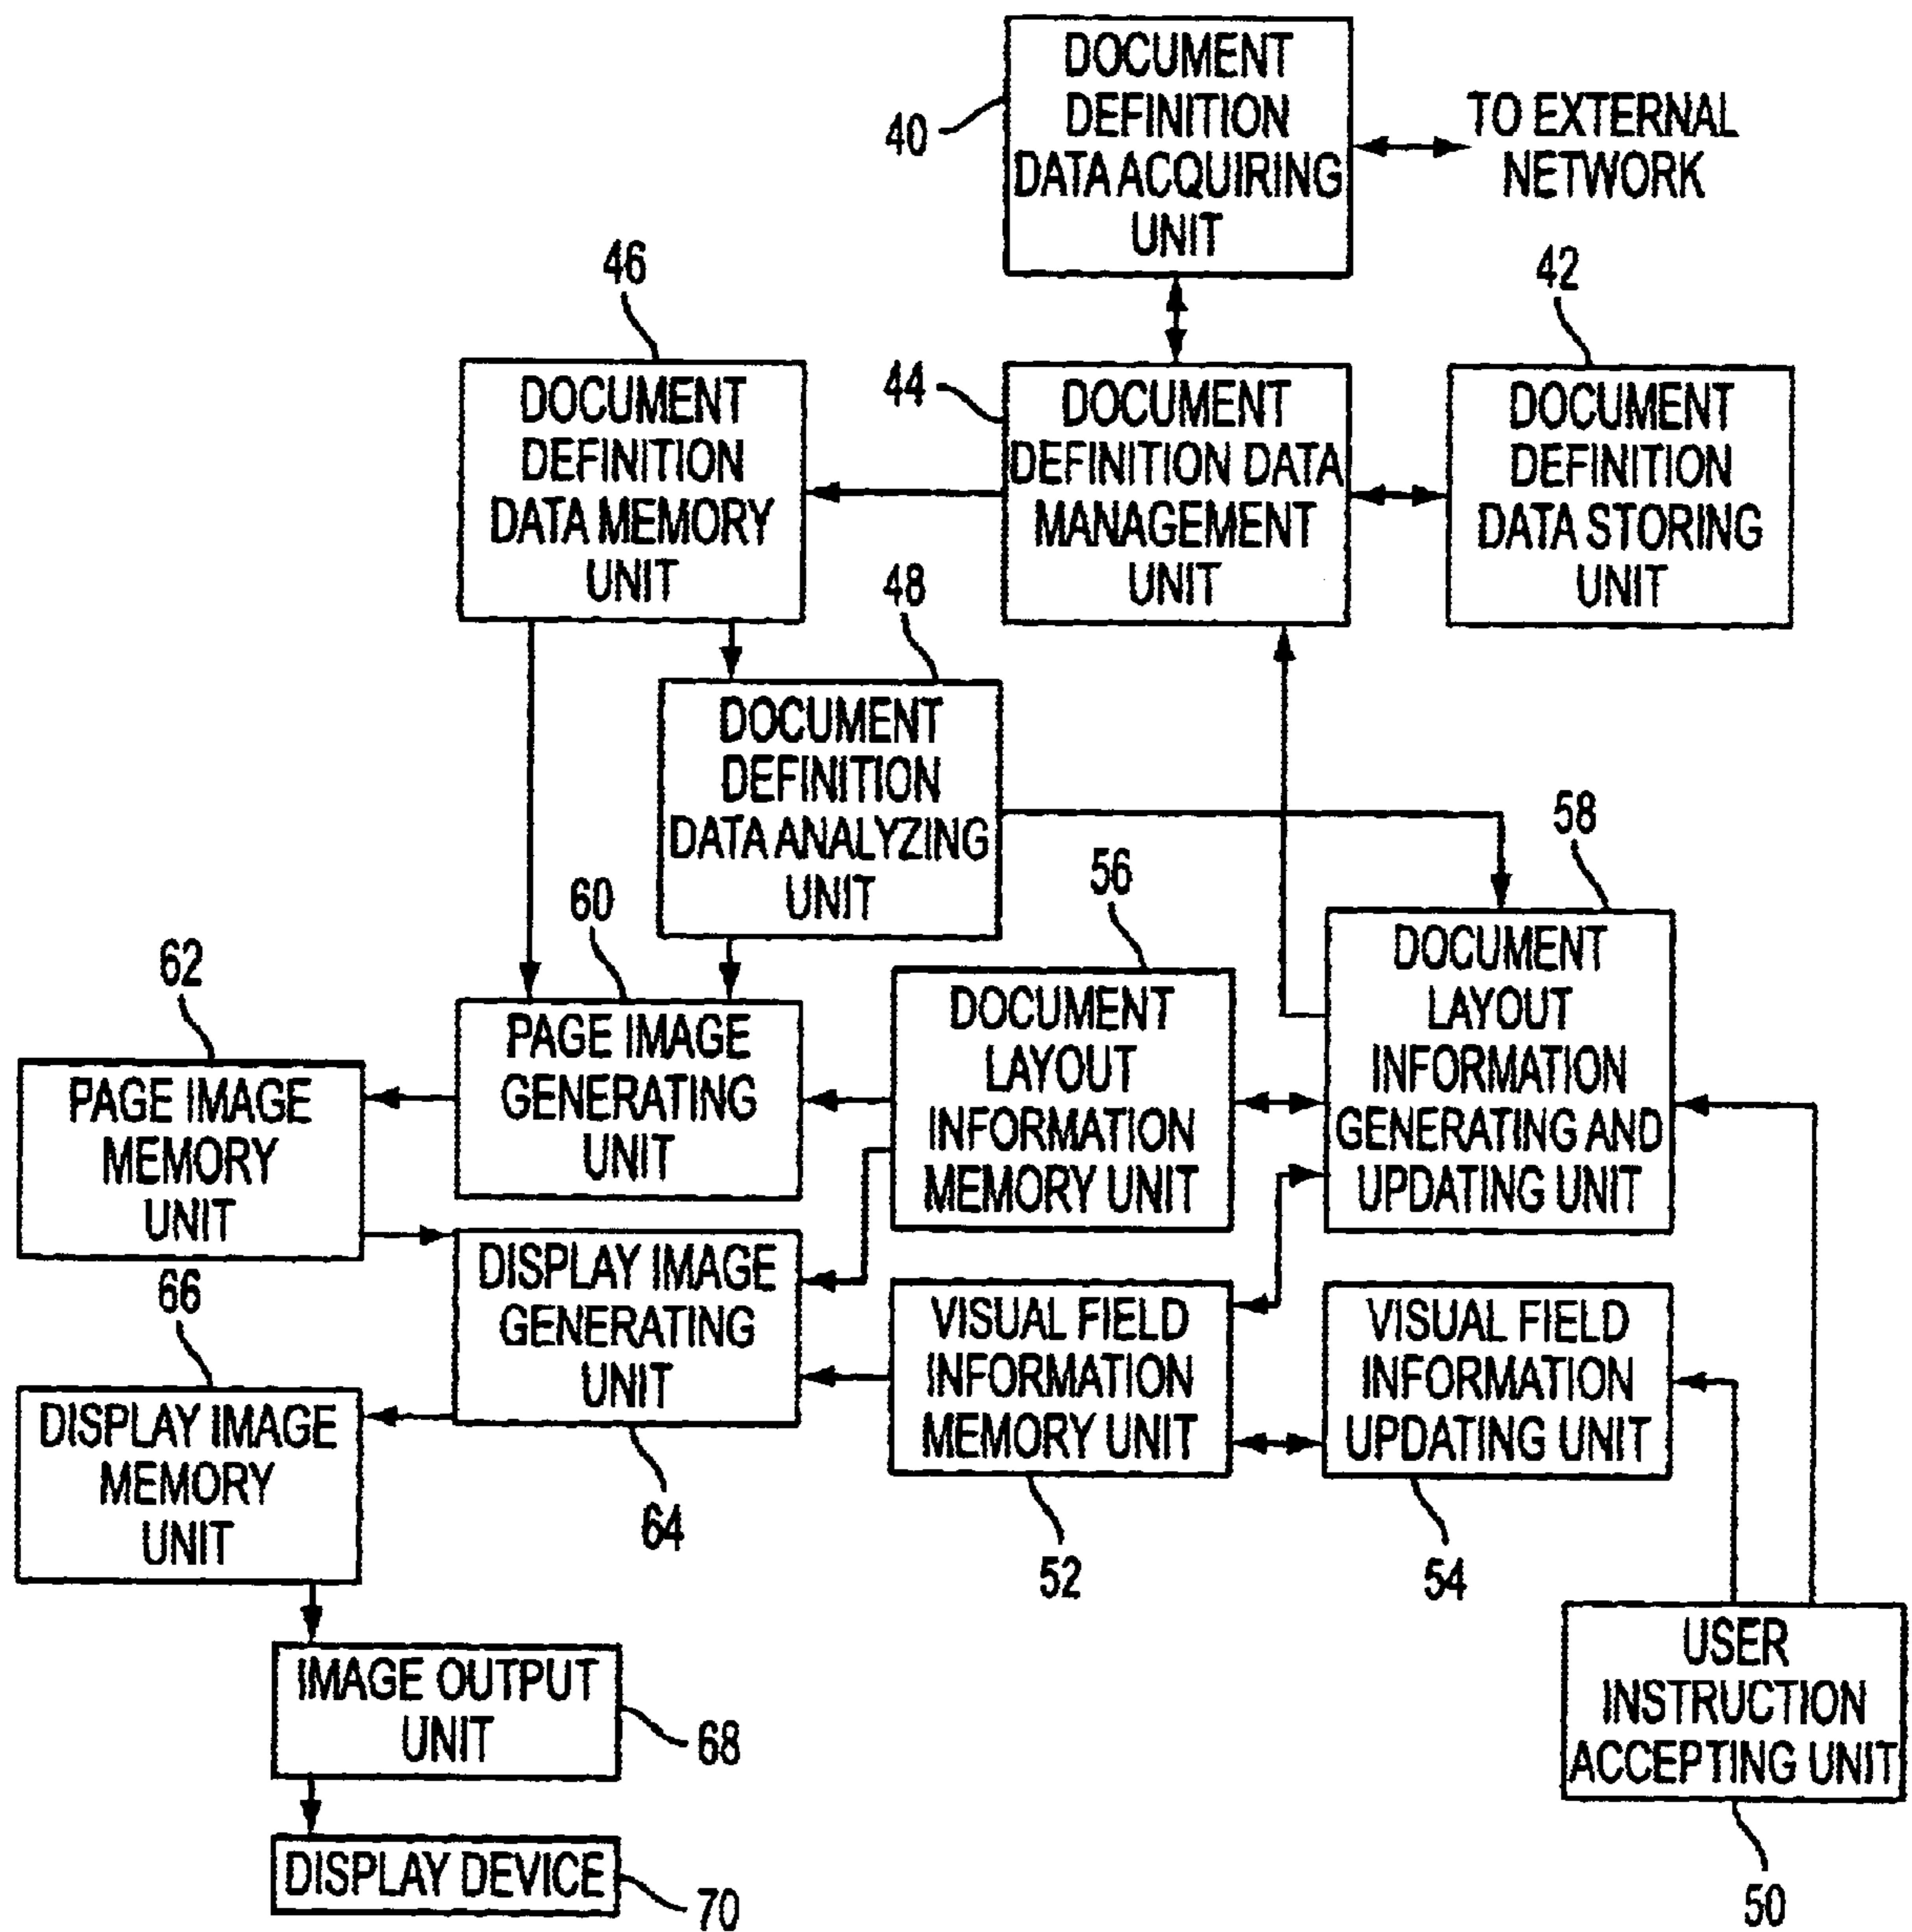 DOCUMENT
DEFINITION
DATA ACQUIRING
UNIT
40
TO EXTERNAL
NETWORK
46
42
DOCUMENT
DEFINITION
DATA MEMORY
UNIT
44
DOCUMENT
DEFINITION DATA
MANAGEMENT
UNIT
DOCUMENT
DEFINITION
DATA STORING
UNIT
48
DOCUMENT
DEFINITION
DATA ANALYZING
UNIT
58
56
60
62
DOCUMENT
LAYOUT
INFORMATION
GENERATING AND
UPDATING UNIT
DOCUMENT
LAYOUT
INFORMATION
MEMORY UNIT
PAGE IMAGE
GENERATING
UNIT
PAGE IMAGE
MEMORY
UNIT
66
DISPLAY IMAGE
GENERATING
UNIT
64
VISUAL FIELD
INFORMATION
MEMORY UNIT
52
VISUAL FIELD
INFORMATION
UPDATING UNIT
54
DISPLAY IMAGE
MEMORY
UNIT
IMAGE OUTPUT
UNIT
68
USER
INSTRUCTION
ACCEPTING UNIT
50
DISPLAY DEVICE
70